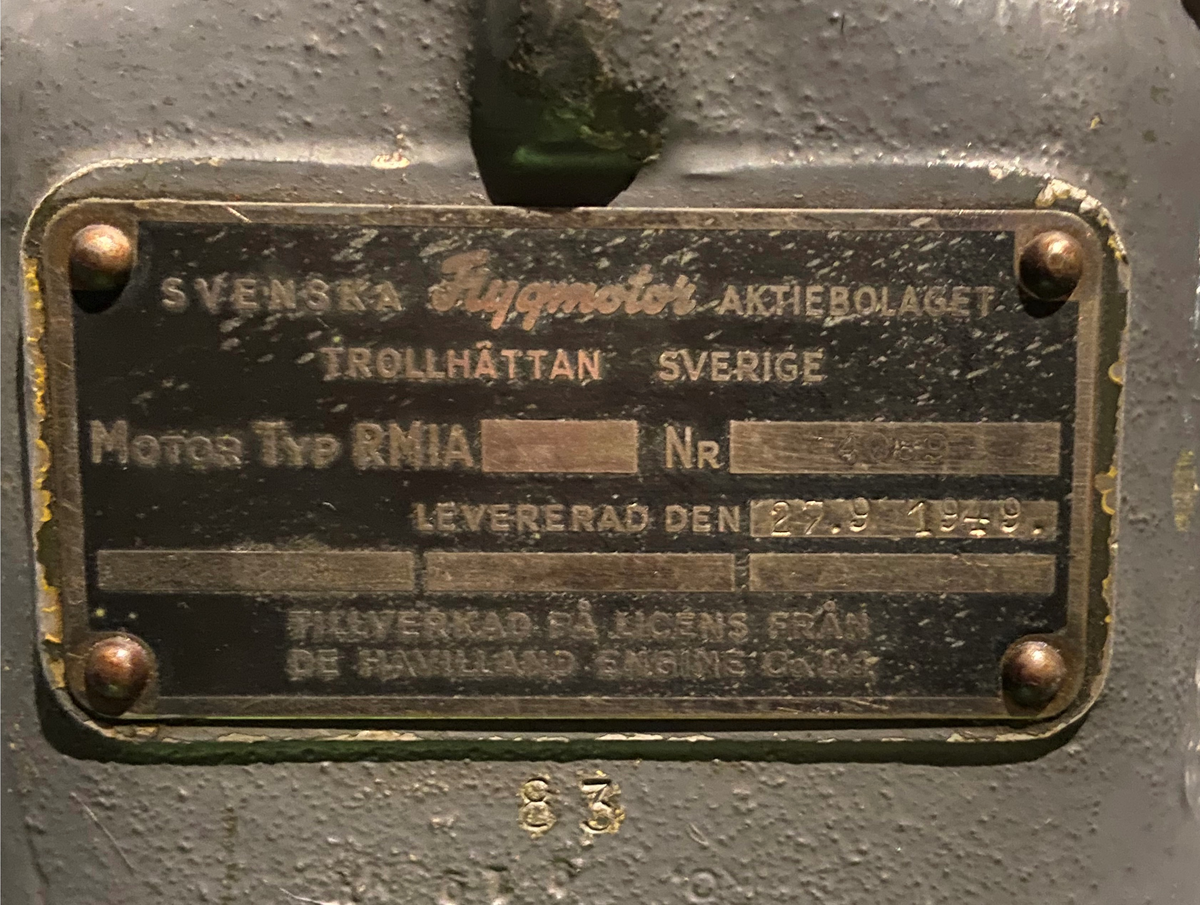 SVENSKA Flygmotor AKTIEBOLAGET
TROLLHÄTTAN SVERIGE
MOTOR TYP RM1A NR
LEVERERAD DEN 27.9 1949.
TILLVERKAD PÅ LICENS FRÅN
DE HAVILLAND ENGINE Co Ltd
83